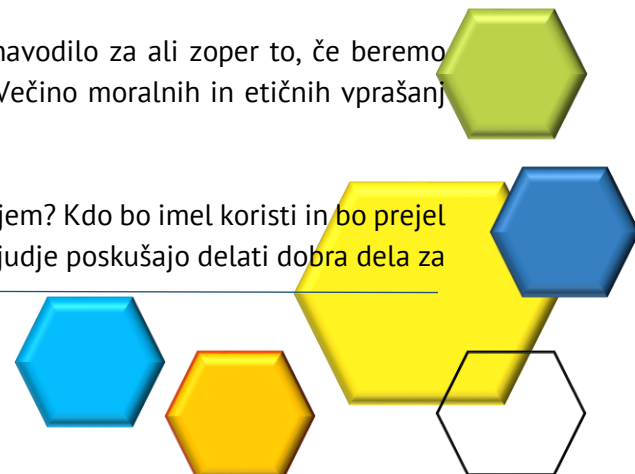 navodilo za ali zoper to, če beremo
Večino moralnih in etičnih vprašanj
jem? Kdo bo imel koristi in bo prejel
judje poskušajo delati dobra dela za